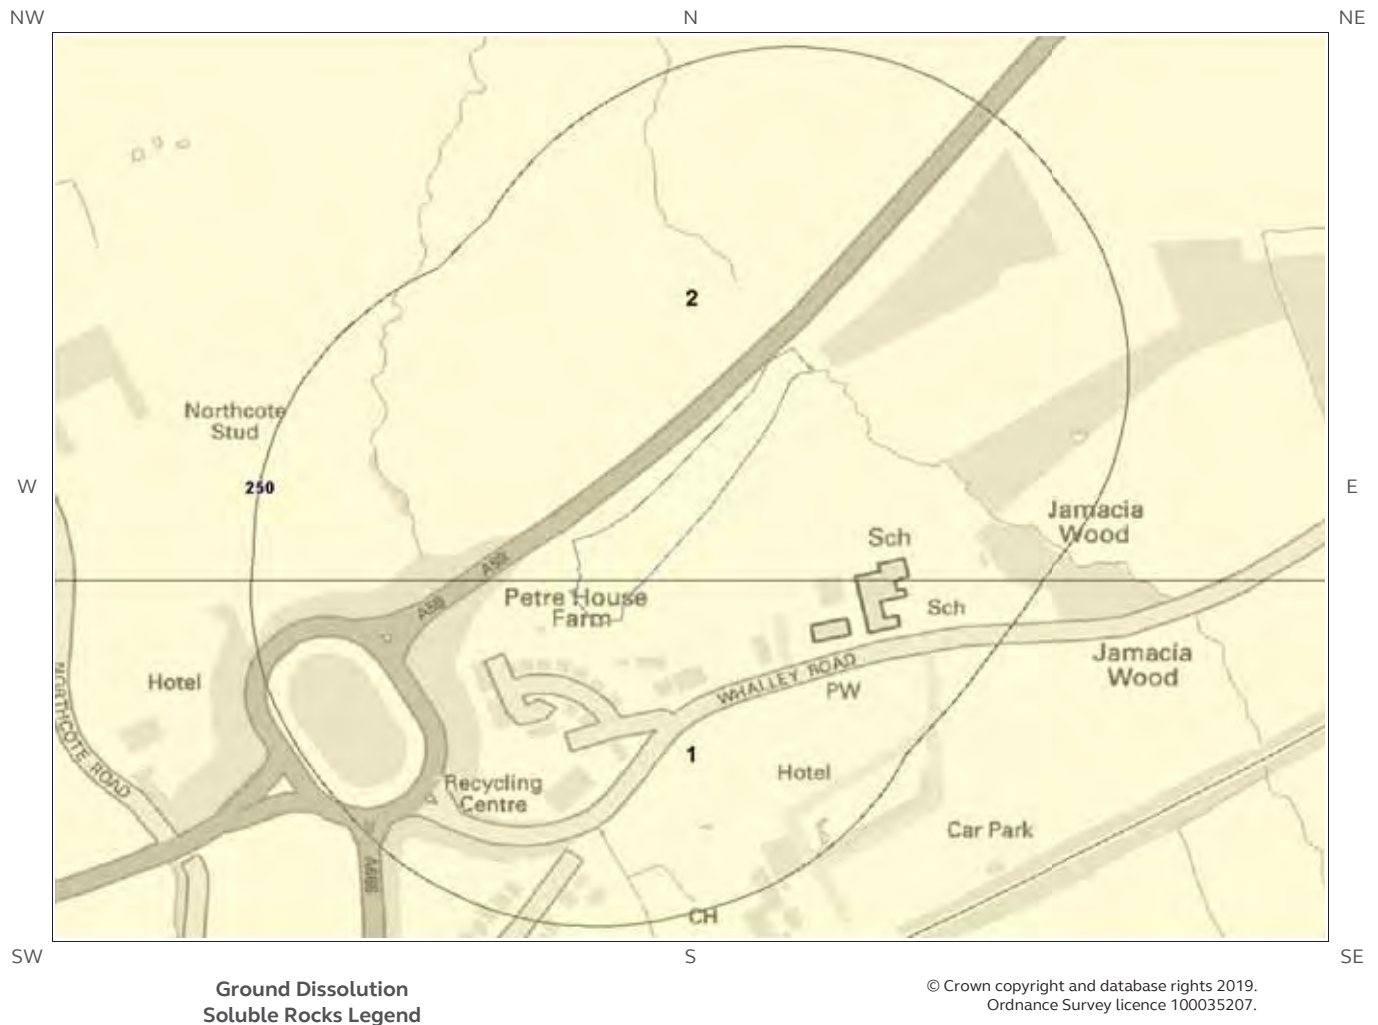 NW N NE
2
Northcote
Stud
W 250 E
Jamacia
Wood
Sch
A59
Petre House
Farm
A59
Sch
Hotel
WHALLEY ROAD
PW
Jamacia
Wood
NORTHCOTE ROAD
1
Hotel
Recycling
Centre
Car Park
A666
CH
SW S SE
Ground Dissolution
Soluble Rocks Legend
© Crown copyright and database rights 2019.
Ordnance Survey licence 100035207.